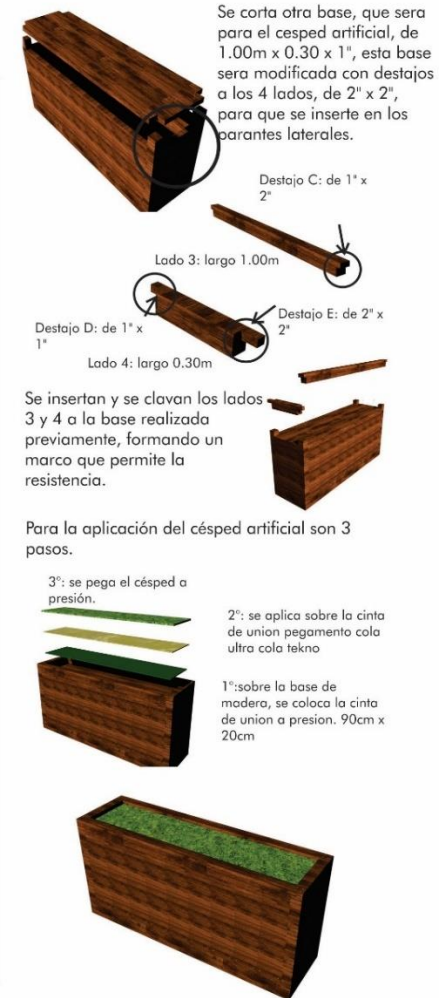 Se corta otra base, que sera
para el cesped artificial, de
1.00m x 0.30 x 1", esta base
sera modificada con destajos
a los 4 lados, de 2" x 2",
para que se inserte en los
parantes laterales.
Destajo C: de 1" x
2"
Lado 3: largo 1.00m
Destajo D: de 1" x
1"
Destajo E: de 2" x
2"
Lado 4: largo 0.30m
Se insertan y se clavan los lados
3 y 4 a la base realizada
previamente, formando un
marco que permite la
resistencia.
Para la aplicación del césped artificial son 3
pasos.
3°: se pega el césped a
presión.
2°: se aplica sobre la cinta
de union pegamento cola
ultra cola tekno
1°:sobre la base de
madera, se coloca la cinta
de union a presion. 90cm x
20cm